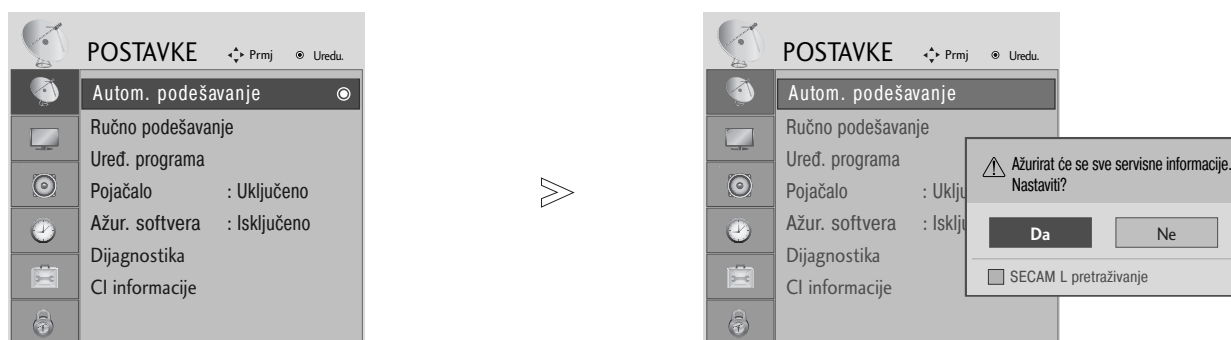 POSTAVKE Prmj Uredu.
Autom. podešavanje
Ručno podešavanje
Uređ. programa
Pojačalo : Uključeno
Ažur. softvera : Isključeno
Dijagnostika
CI informacije
POSTAVKE Prmj Uredu.
Autom. podešavanje
Ručno podešavanje
Uređ. programa
Pojačalo : Uklju
Ažur. softvera : Isklju
Dijagnostika
CI informacije
Ažurirat će se sve servisne informacije.
Nastaviti?
Da Ne
SECAM L pretraživanje